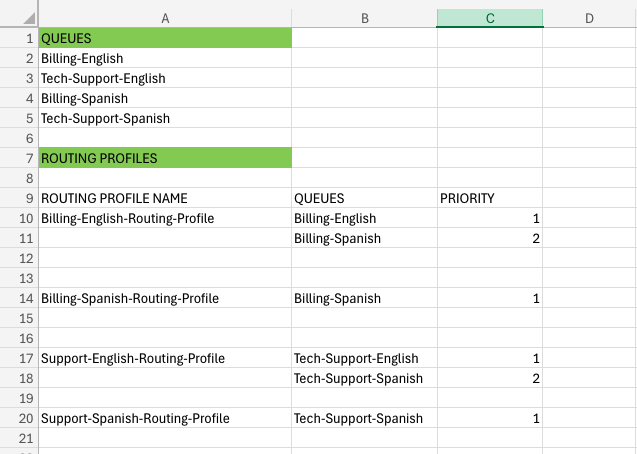 A B C D
1 QUEUES
2 Billing-English
3 Tech-Support-English
4 Billing-Spanish
5 Tech-Support-Spanish
6
7 ROUTING PROFILES
8
9 ROUTING PROFILE NAME QUEUES PRIORITY
10 Billing-English-Routing-Profile Billing-English 1
11 Billing-Spanish 2
12
13
14 Billing-Spanish-Routing-Profile Billing-Spanish 1
15
16
17 Support-English-Routing-Profile Tech-Support-English 1
18 Tech-Support-Spanish 2
19
20 Support-Spanish-Routing-Profile Tech-Support-Spanish 1
21